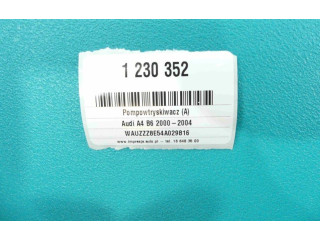 1 230 352
Pompowtryskiwacz (A)
Audi A4 B6 2000-2004
WAUZZZ8E54A029816